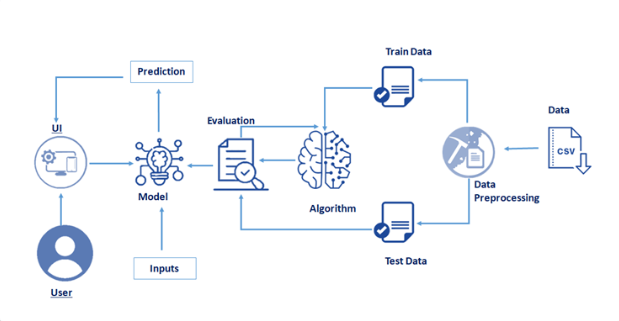 Train Data
Prediction
Data
Evaluation
UI
CSV
Model
Data
Preprocessing
Algorithm
Test Data
Inputs
User